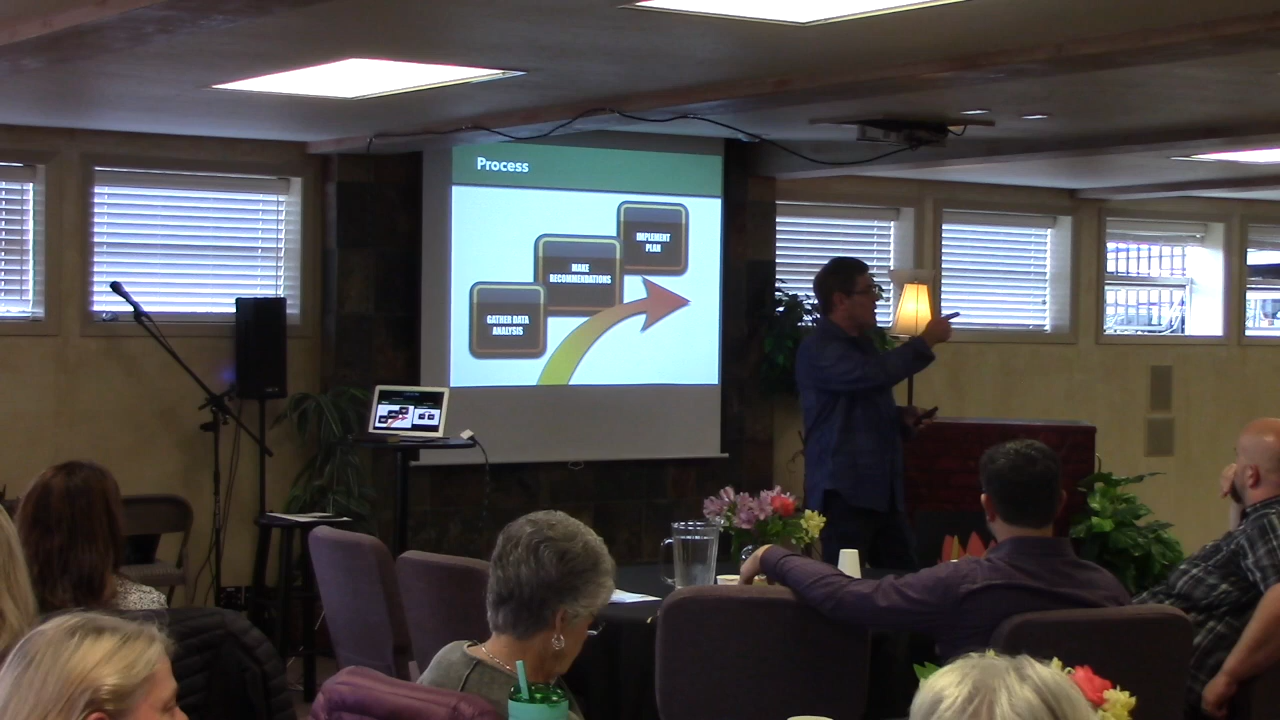 Process
IMPLEMENT
PLAN
MAKE
RECOMMENDATIONS
GATHER DATA
ANALYSIS